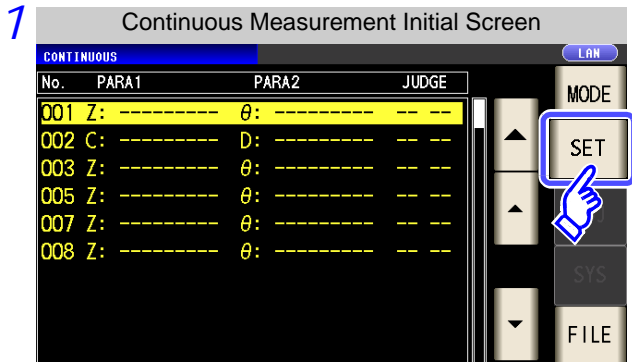 1
Continuous Measurement Initial Screen
CONTINUOUS
LAN
No. PARA1 PARA2 JUDGE
MODE
001 Z: --------- θ: --------- -- --
002 C: --------- D: --------- -- --
SET
003 Z: --------- θ: --------- -- --
005 Z: --------- θ: --------- -- --
007 Z: --------- θ: --------- -- --
008 Z: --------- θ: --------- -- --
SYS
FILE